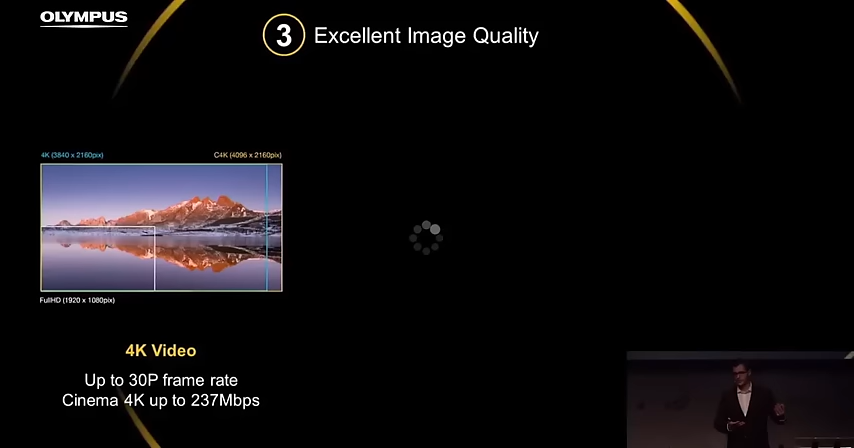 OLYMPUS
3 Excellent Image Quality
4K (3840 x 2160pix) C4K (4096 x 2160pix)
FullHD (1920 x 1080pix)
4K Video
Up to 30P frame rate
Cinema 4K up to 237Mbps